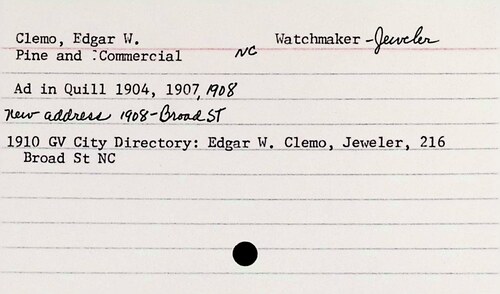 Clemo, Edgar W. Watchmaker - Jeweler
Pine and :Commercial NC
Ad in Quill 1904, 1907, 1908
New address 1908 - Broad ST
1910 GV City Directory: Edgar W. Clemo, Jeweler, 216
Broad St NC